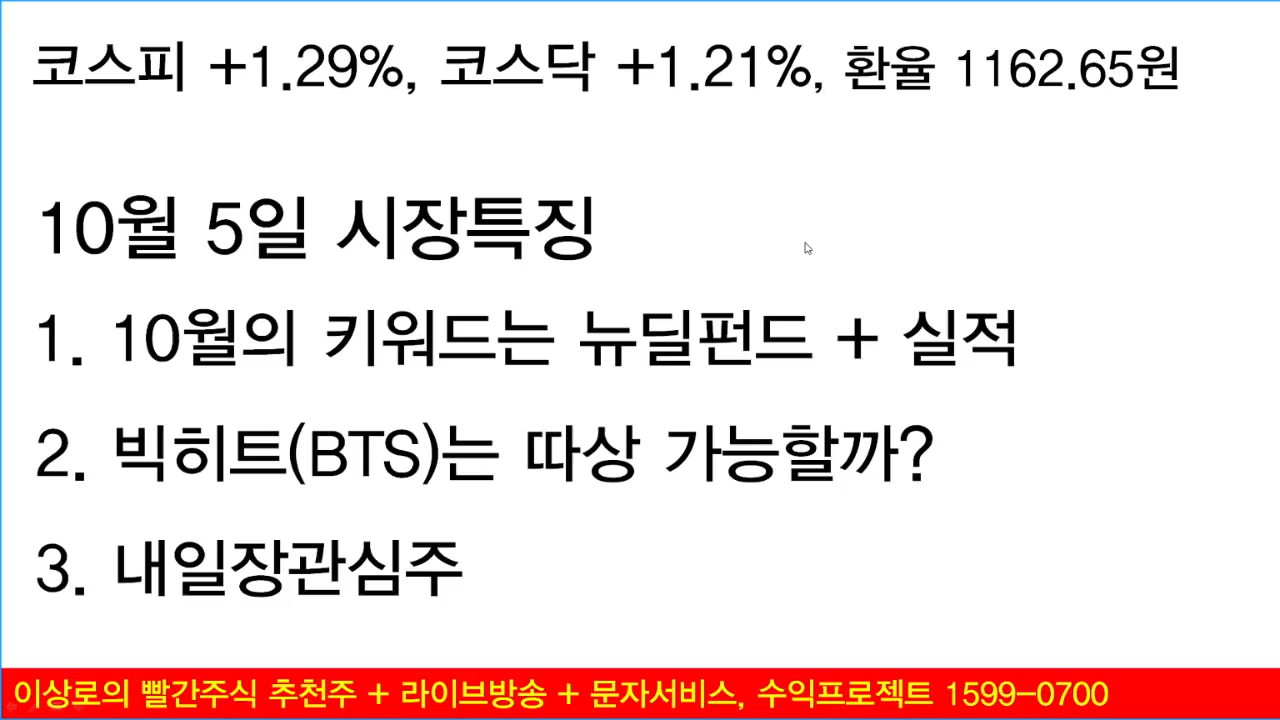 코스피 +1.29%, 코스닥 +1.21%, 환율 1162.65원
10월 5일 시장특징
1. 10월의 키워드는 뉴딜펀드 + 실적
2. 빅히트(BTS)는 따상 가능할까?
3. 내일장관심주
이상로의 빨간주식 추천주 + 라이브방송 + 문자서비스, 수익프로젝트 1599-0700